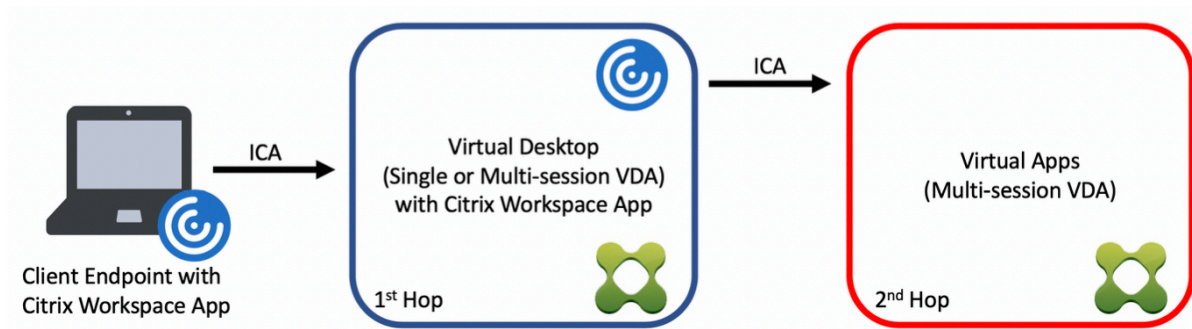 ICA
Client Endpoint with
Citrix Workspace App
Virtual Desktop
(Single or Multi-session VDA)
with Citrix Workspace App
1st Hop
ICA
Virtual Apps
(Multi-session VDA)
2nd Hop